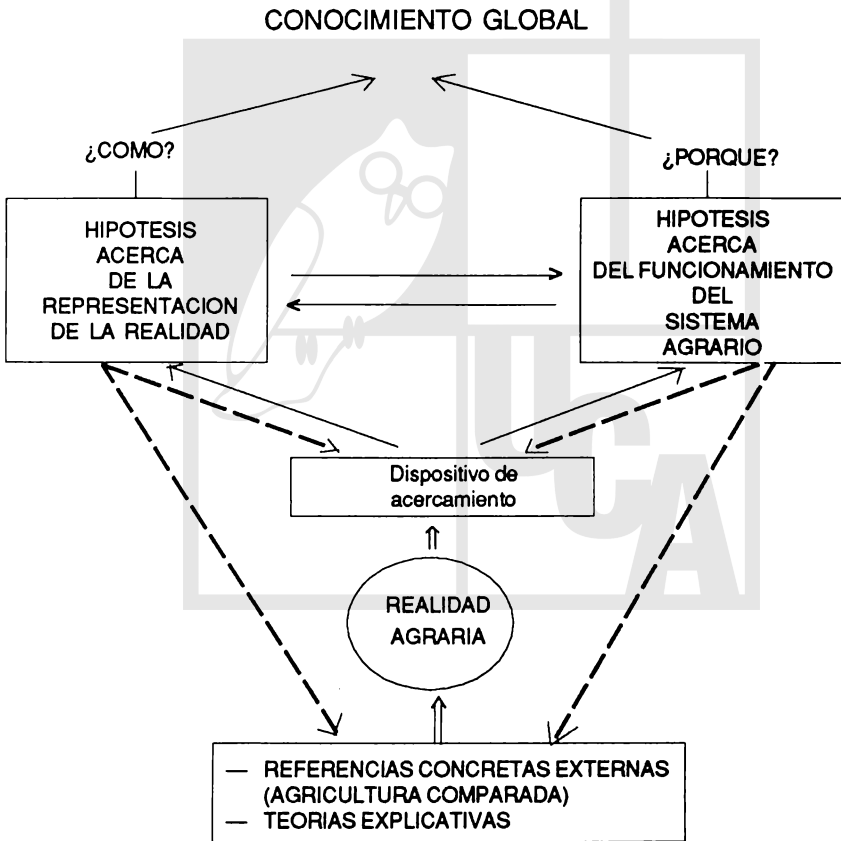 CONOCIMIENTO GLOBAL
¿COMO?
¿PORQUE?
HIPOTESIS
ACERCA
DE LA
REPRESENTACION
DE LA REALIDAD
HIPOTESIS
ACERCA
DEL FUNCIONAMIENTO
DEL
SISTEMA
AGRARIO
Dispositivo de
acercamiento
UCA
REALIDAD
AGRARIA
— REFERENCIAS CONCRETAS EXTERNAS
(AGRICULTURA COMPARADA)
— TEORIAS EXPLICATIVAS